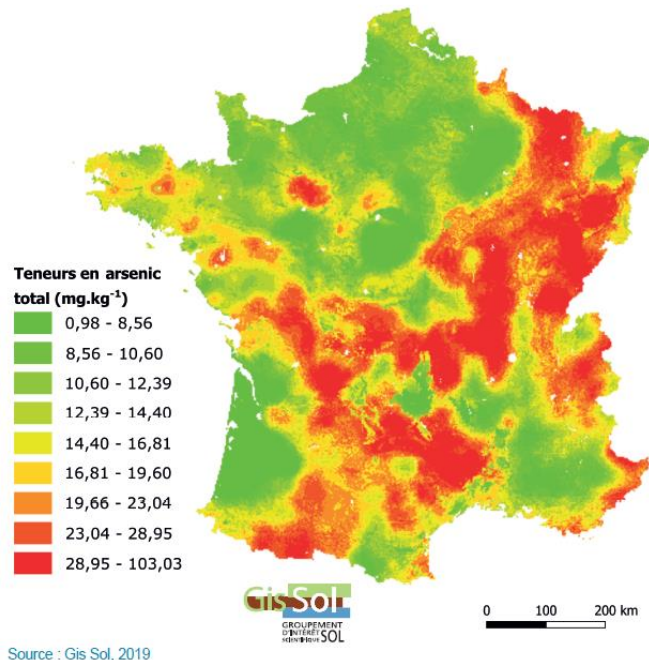 Teneurs en arsenic
total (mg.kg⁻¹)
0,98 - 8,56
8,56 - 10,60
10,60 - 12,39
12,39 - 14,40
14,40 - 16,81
16,81 - 19,60
19,66 - 23,04
23,04 - 28,95
28,95 - 103,03
Gis Sol
GROUPEMENT
D'INTÉRÊT
SCIENTIFIQUE SOL
0 100 200 km
Source : Gis Sol, 2019